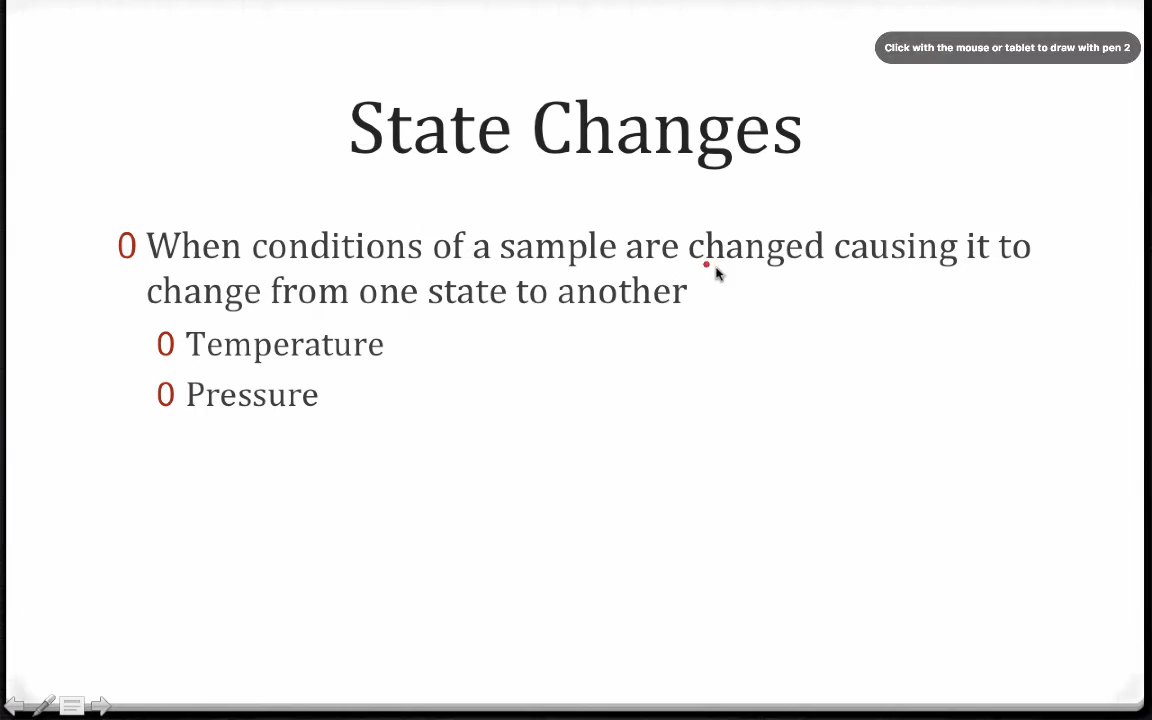 Click with the mouse or tablet to draw with pen 2
State Changes
0 When conditions of a sample are changed causing it to
change from one state to another
0 Temperature
0 Pressure